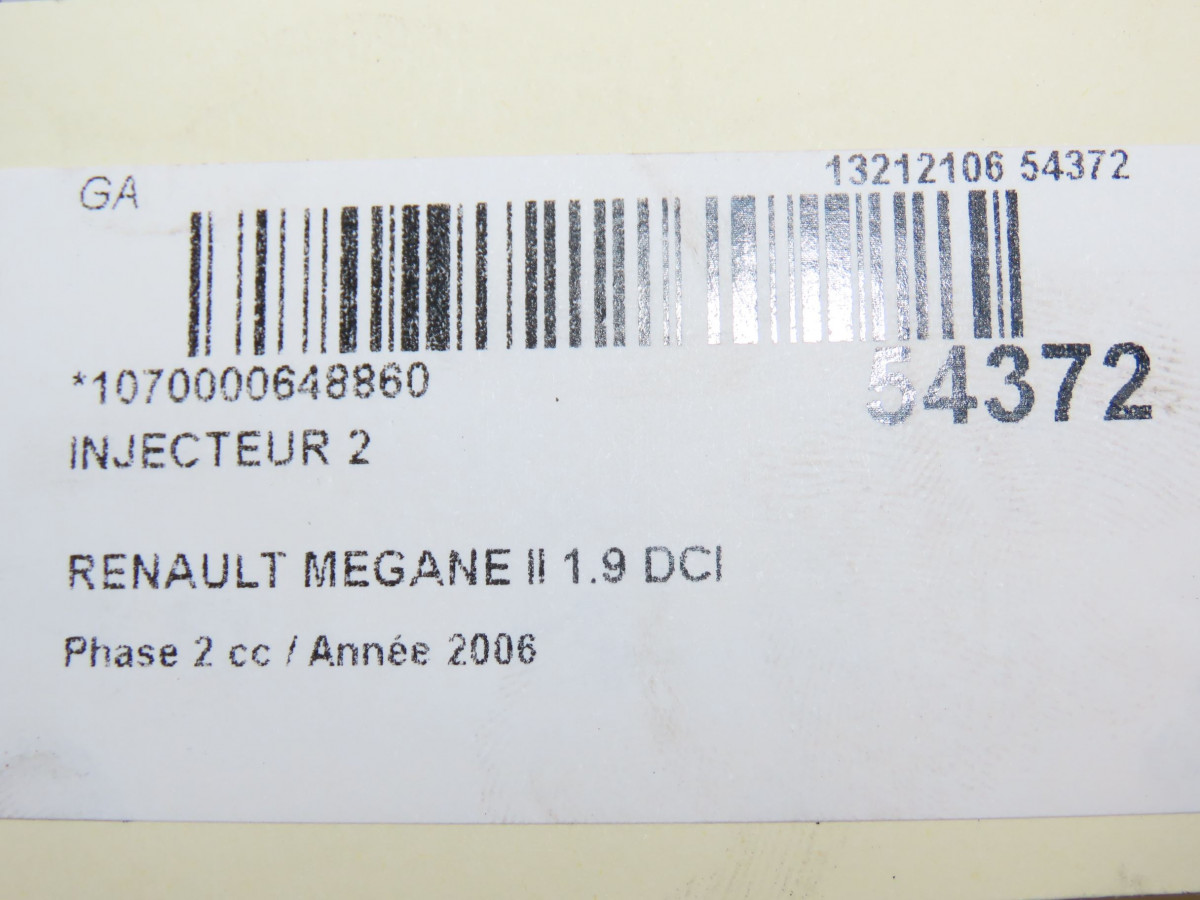 GA
13212106 54372
*1070000648860
54372
INJECTEUR 2
RENAULT MEGANE II 1.9 DCI
Phase 2 cc / Année 2006